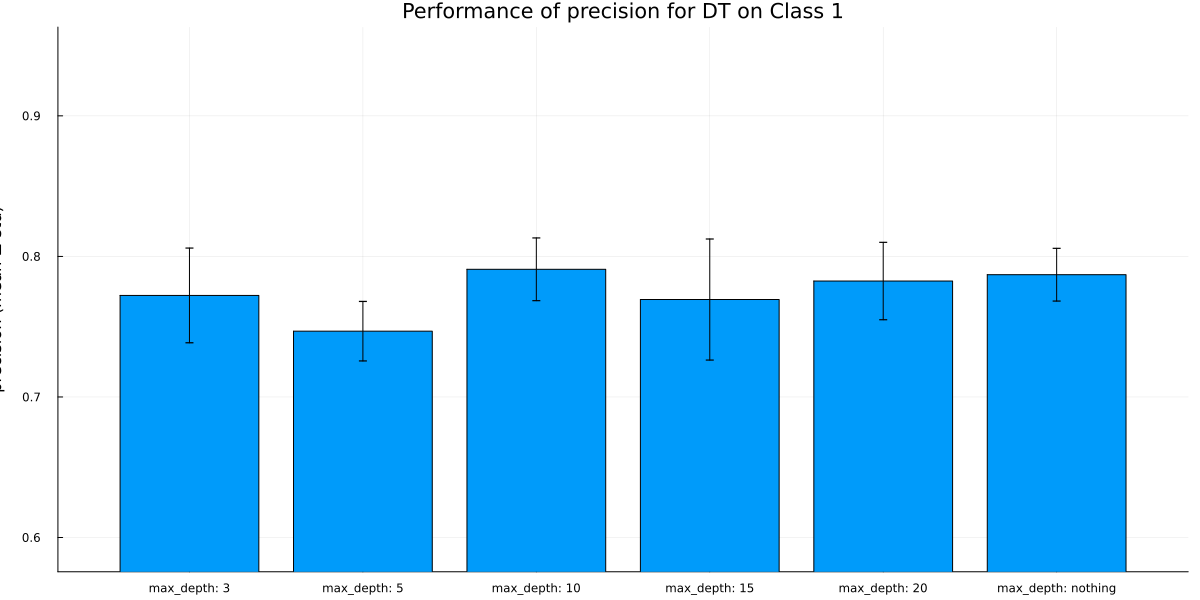 Performance of precision for DT on Class 1
0.9
0.8
0.7
0.6
max_depth: 3
max_depth: 5
max_depth: 10
max_depth: 15
max_depth: 20
max_depth: nothing